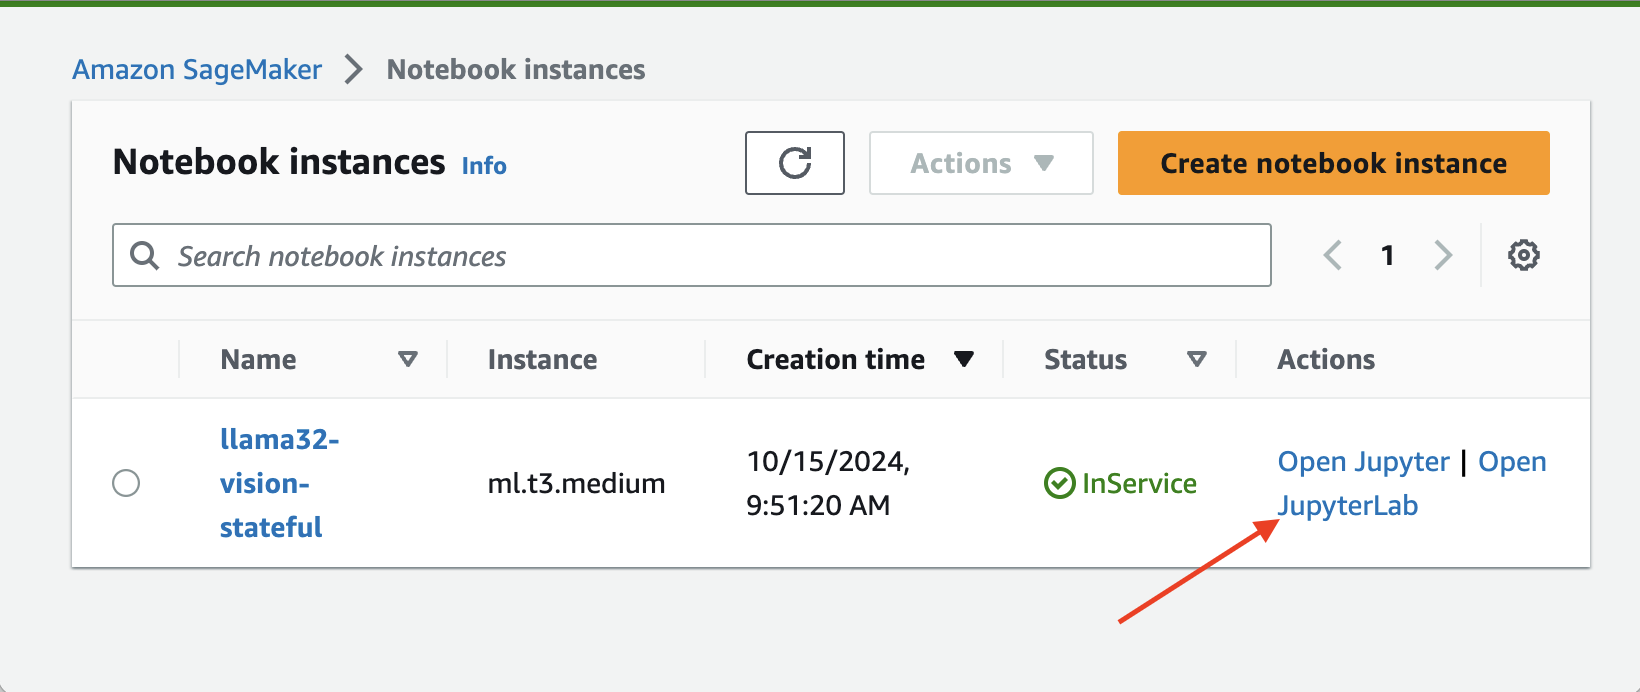 Amazon SageMaker > Notebook instances
Notebook instances Info
Actions
Create notebook instance
Search notebook instances
1
Name Instance Creation time Status Actions
llama32-
vision-
stateful
ml.t3.medium
10/15/2024,
9:51:20 AM
InService
Open Jupyter | Open
JupyterLab